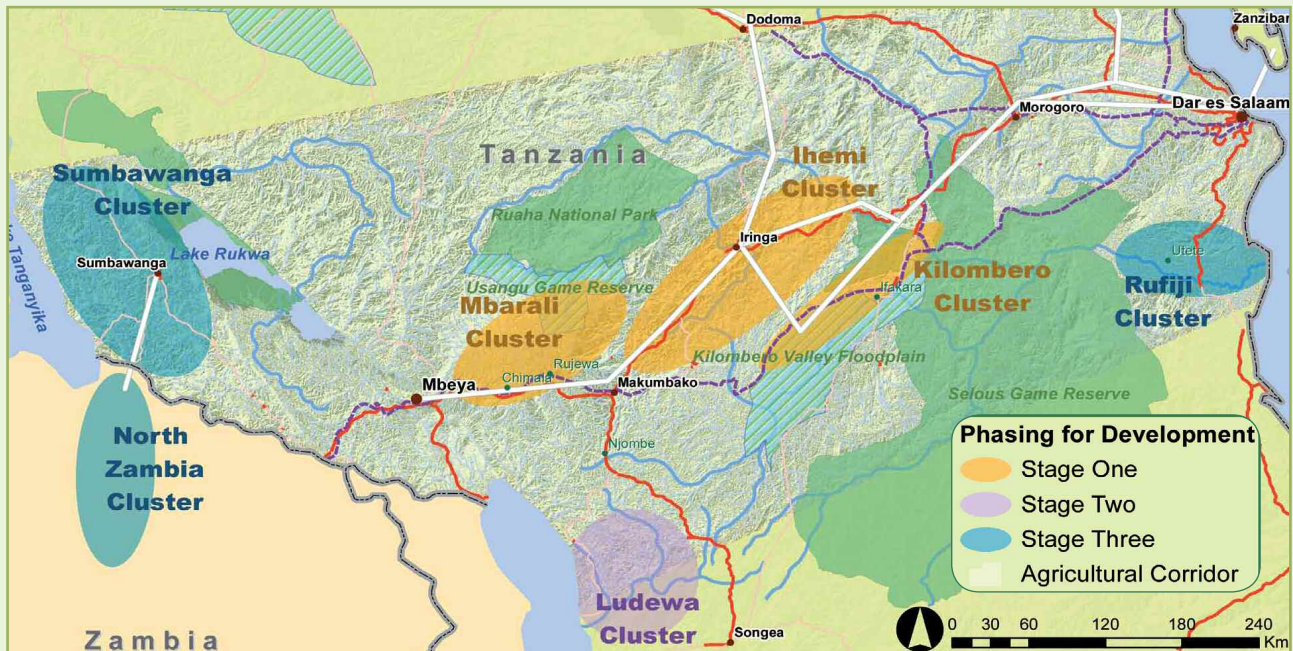 Dodoma
Zanzibar
Dar es Salaam
Morogoro
Tanzania
Ihemi
Cluster
Sumbawanga
Cluster
Ruaha National Park
Iringa
Lake Rukwa
Sumbawanga
Utete
Usangu Game Reserve
Kilombero
Cluster
Ifakara
Rufiji
Cluster
Mbarali
Cluster
Tanganyika
Kilombero Valley Floodplain
Rujewa
Chimala
Mbeya
Makumbako
Selous Game Reserve
North
Zambia
Cluster
Njombe
Phasing for Development
Stage One
Stage Two
Stage Three
Agricultural Corridor
Ludewa
Cluster
Songea
Zambia
0 30 60 120 180 240
Km